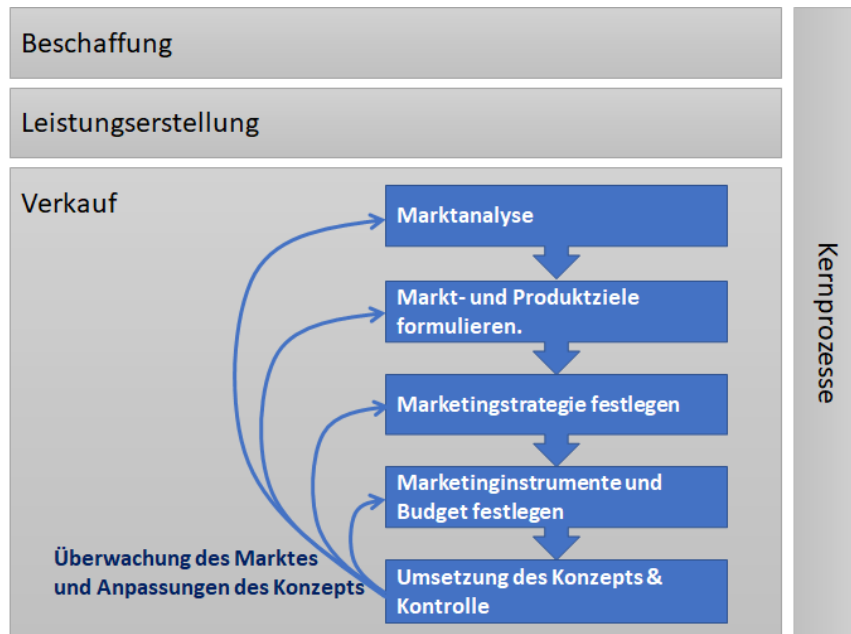 Beschaffung
Leistungserstellung
Verkauf
Marktanalyse
Markt- und Produktziele
formulieren.
Marketingstrategie festlegen
Marketinginstrumente und
Budget festlegen
Umsetzung des Konzepts &
Kontrolle
Überwachung des Marktes
und Anpassungen des Konzepts
Kernprozesse